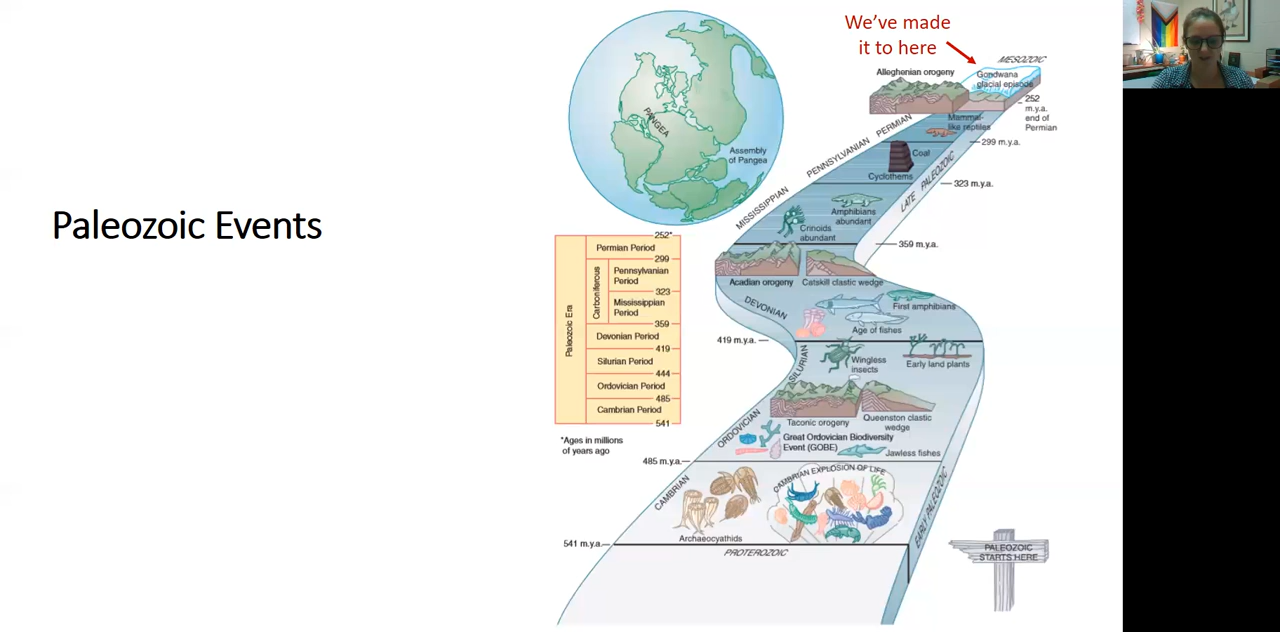 We've made
it to here
Paleozoic Events
PANGEA
Assembly
of Pangea
MESOZOIC
Alleghenian orogeny
Gondwana
glacial episode
252
m.y.a.
end of
Permian
PERMIAN
Mammal-
like reptiles
299 m.y.a.
PENNSYLVANIAN
Coal
Cyclothems
LATE PALEOZOIC
323 m.y.a.
MISSISSIPPIAN
Amphibians
abundant
Crinoids
abundant
359 m.y.a.
Acadian orogeny
Catskill clastic wedge
DEVONIAN
First amphibians
Age of fishes
419 m.y.a.
SILURIAN
Wingless
insects
Early land plants
Taconic orogeny
Queenston clastic
wedge
ORDOVICIAN
Great Ordovician Biodiversity
Event (GOBE)
Jawless fishes
485 m.y.a.
CAMBRIAN
CAMBRIAN EXPLOSION OF LIFE
Archaeocyathids
EARLY PALEOZOIC
541 m.y.a.
PROTEROZOIC
PALEOZOIC
STARTS HERE
252*
Permian Period
299
Paleozoic Era
Carboniferous
Pennsylvanian
Period
323
Mississippian
Period
359
Devonian Period
419
Silurian Period
444
Ordovician Period
485
Cambrian Period
541
*Ages in millions
of years ago